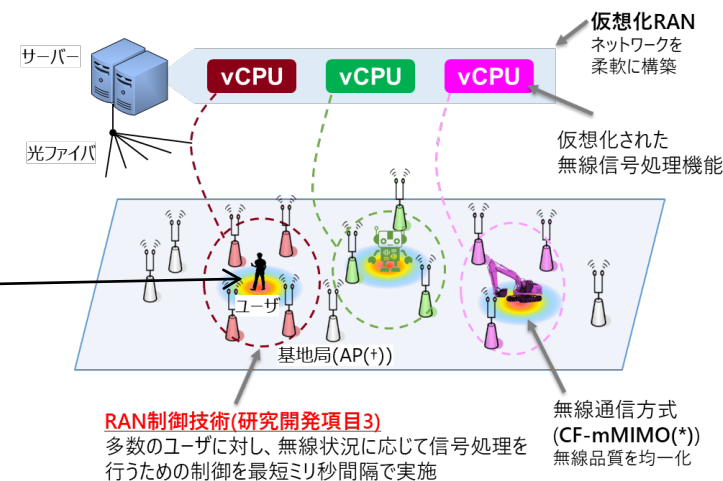 仮想化RAN
ネットワークを
柔軟に構築
サーバー
vCPU vCPU vCPU
光ファイバ
仮想化された
無線信号処理機能
ユーザ
基地局(AP(†))
RAN制御技術(研究開発項目3)
多数のユーザに対し、無線状況に応じて信号処理を
行うための制御を最短ミリ秒間隔で実施
無線通信方式
(CF-mMIMO(*))
無線品質を均一化